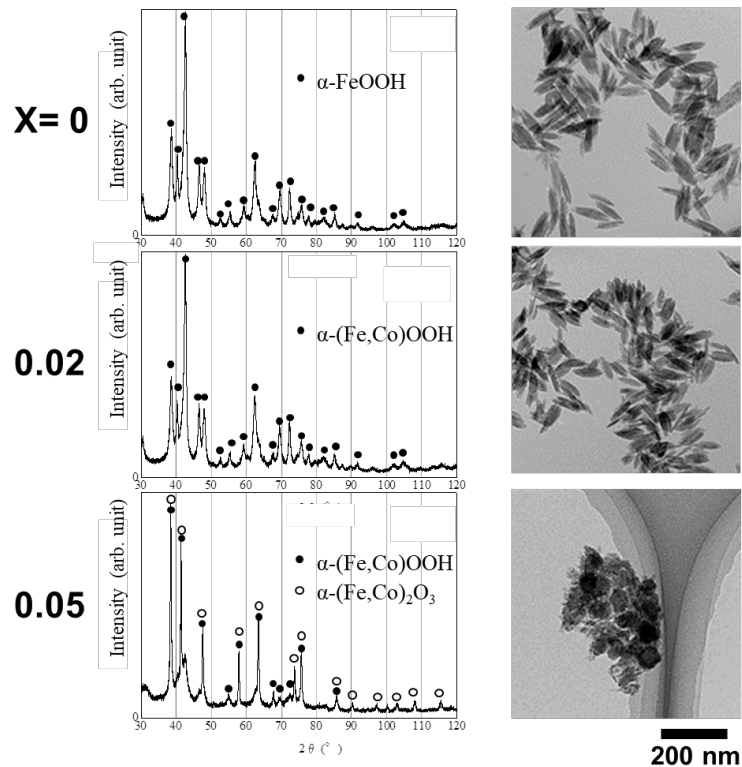 X= 0
Intensity (arb. unit)
● α-FeOOH
0
30 40 50 60 70 80 90 100 110 120
0.02
Intensity (arb. unit)
● α-(Fe,Co)OOH
0
30 40 50 60 70 80 90 100 110 120
0.05
Intensity (arb. unit)
● α-(Fe,Co)OOH
○ α-(Fe,Co)₂O₃
30 40 50 60 70 80 90 100 110 120
2θ (°)
200 nm